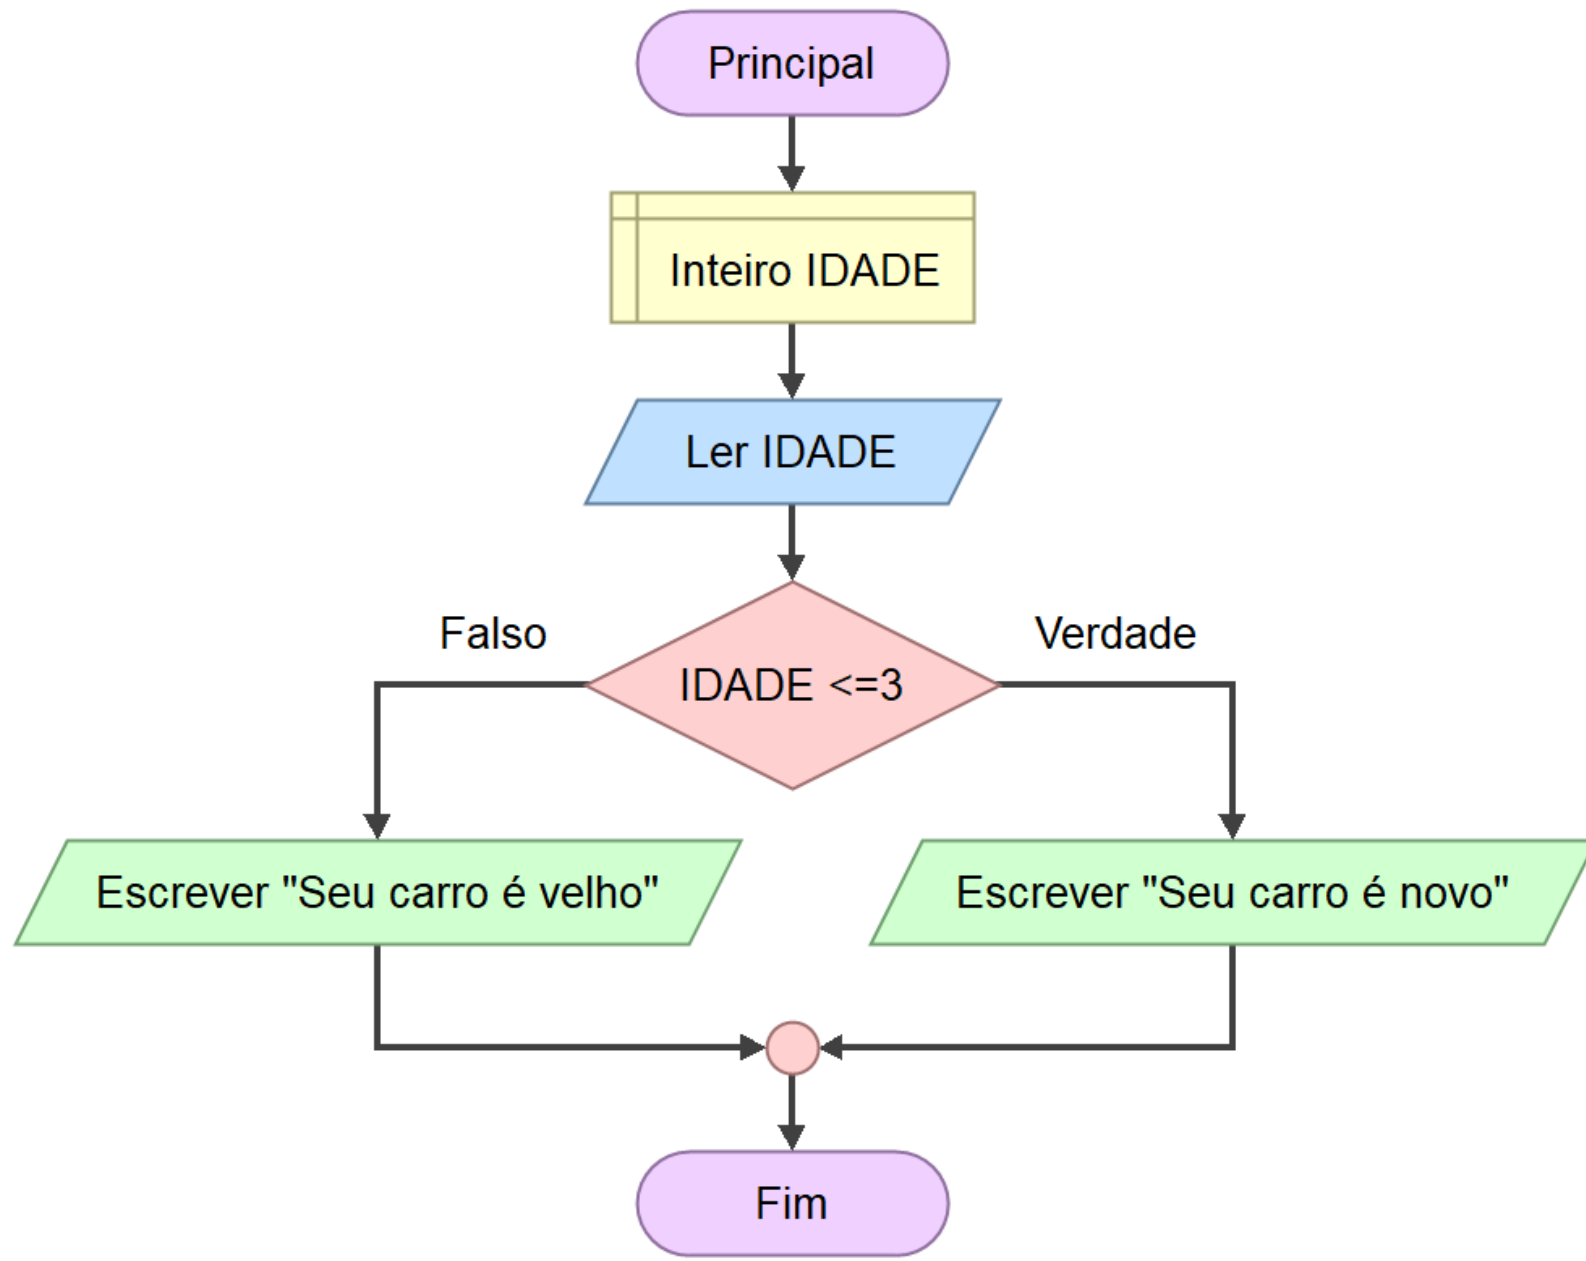 Principal
Inteiro IDADE
Ler IDADE
Falso
Verdade
IDADE <=3
Escrever "Seu carro é velho"
Escrever "Seu carro é novo"
Fim